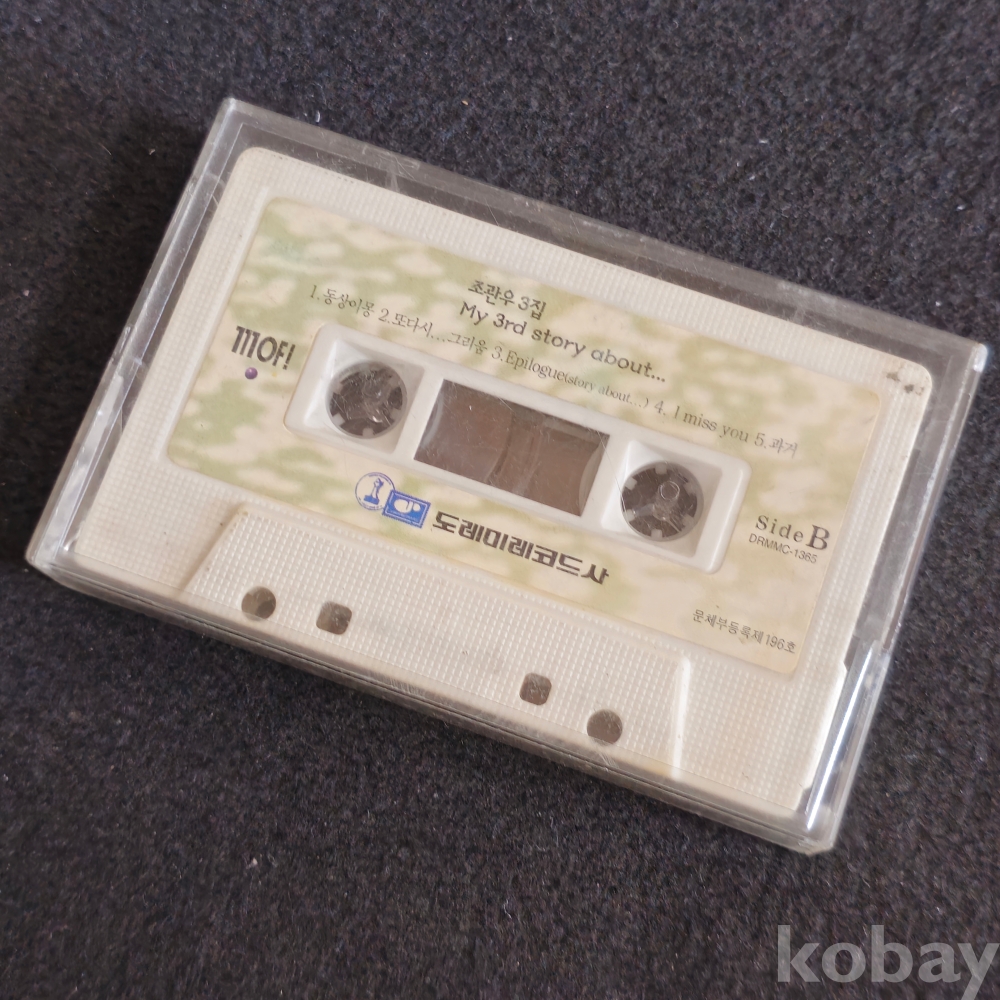 조관우 3집
My 3rd story about...
1.동상이몽 2.또다시...그리움 3.Epilogue(story about...) 4. I miss you 5.과거
모야!
도레미레코드사
Side B
DRMMC-1365
문체부등록제196호
kobay